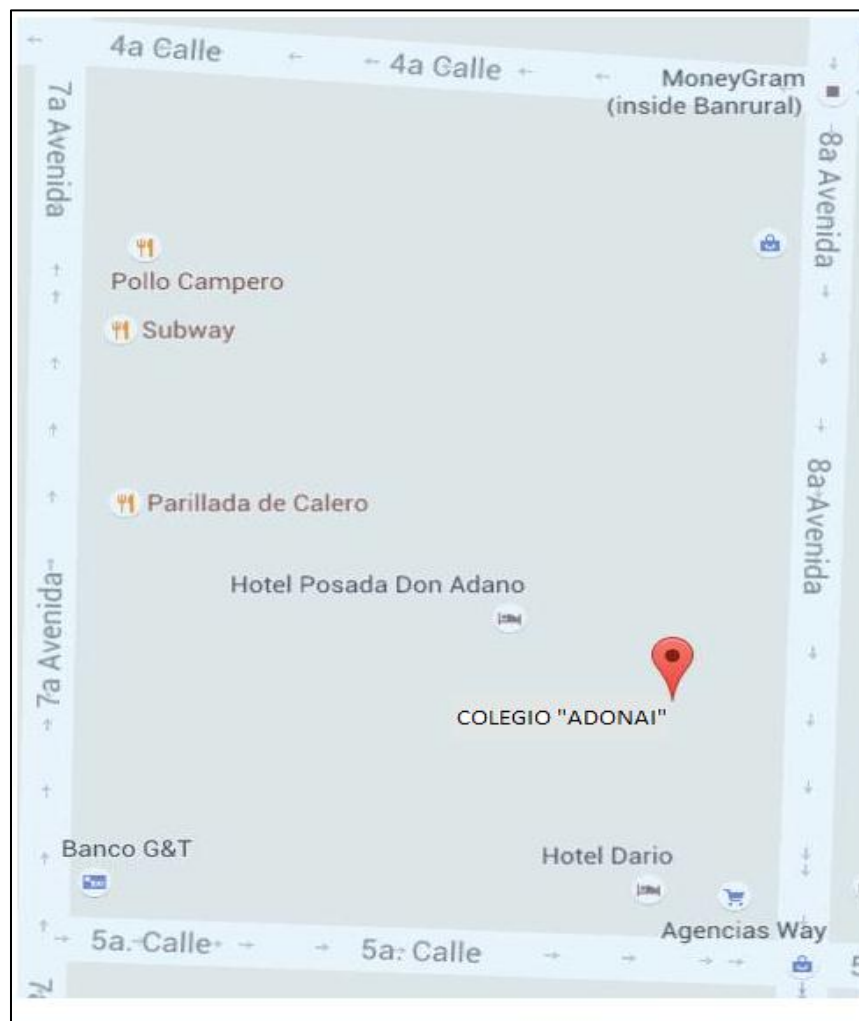 4a Calle
4a Calle
MoneyGram
(inside Banrural)
7a Avenida
8a Avenida
Pollo Campero
Subway
8a Avenida
Parillada de Calero
Hotel Posada Don Adano
7a Avenida
COLEGIO "ADONAI"
Banco G&T
Hotel Dario
Agencias Way
5a. Calle
5a. Calle
5